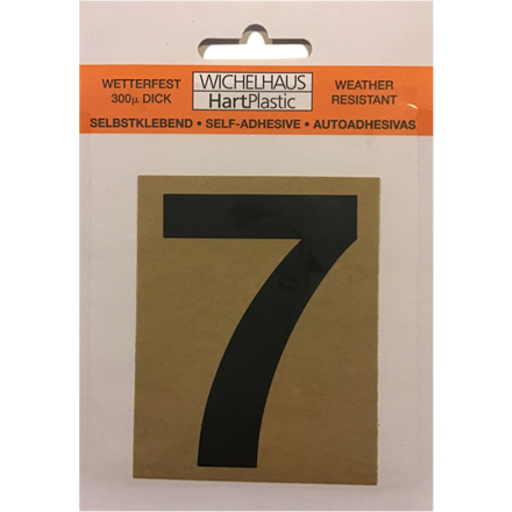 WETTERFEST
300µ DICK
WICHELHAUS
HartPlastic
WEATHER
RESISTANT
SELBSTKLEBEND • SELF-ADHESIVE • AUTOADHESIVAS
7